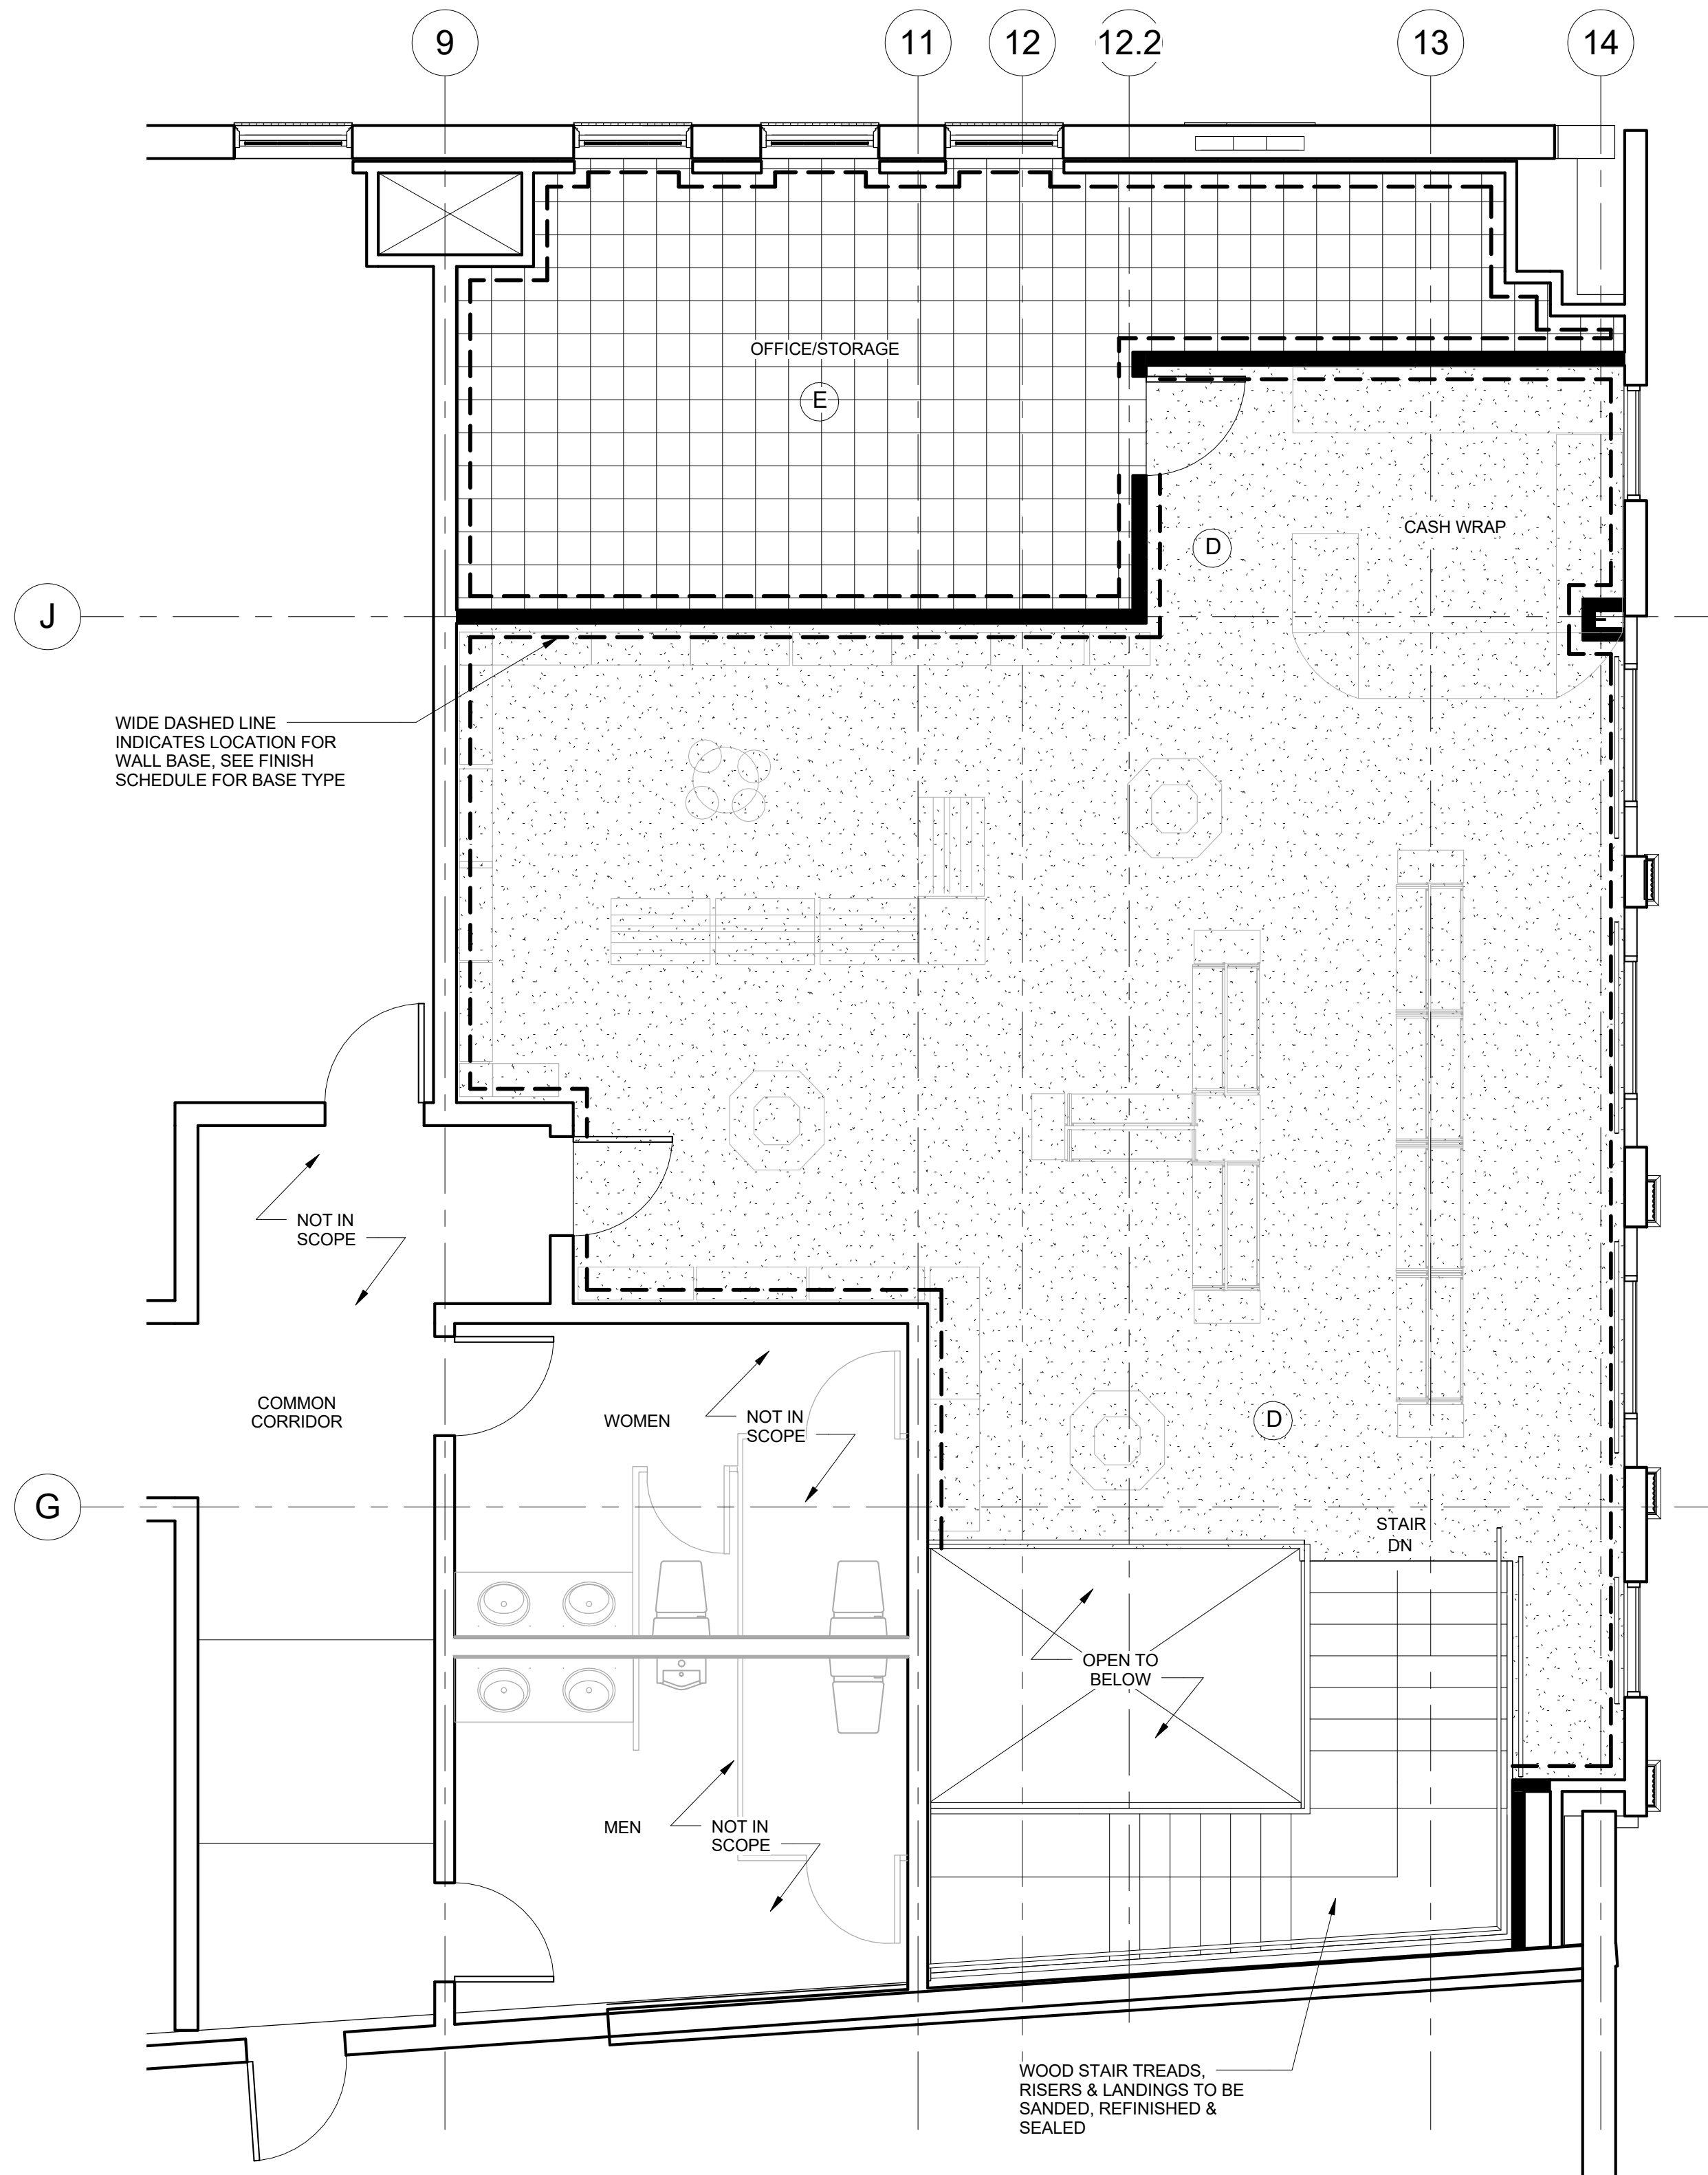 9
11
12
12.2
13
14
OFFICE/STORAGE
E
CASH WRAP
D
J
WIDE DASHED LINE
INDICATES LOCATION FOR
WALL BASE, SEE FINISH
SCHEDULE FOR BASE TYPE
NOT IN
SCOPE
COMMON
CORRIDOR
WOMEN
NOT IN
SCOPE
D
G
STAIR
DN
OPEN TO
BELOW
MEN
NOT IN
SCOPE
WOOD STAIR TREADS,
RISERS & LANDINGS TO BE
SANDED, REFINISHED &
SEALED